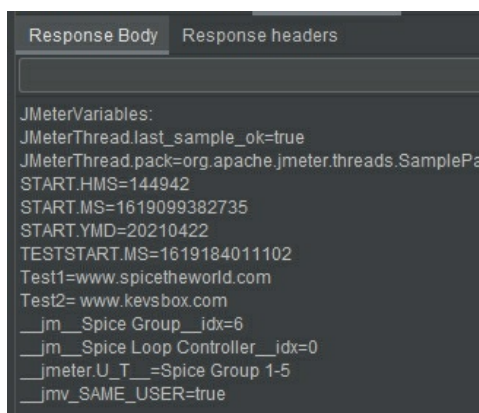 Response Body Response headers
JMeterVariables:
JMeterThread.last_sample_ok=true
JMeterThread.pack=org.apache.jmeter.threads.SamplePa
START.HMS=144942
START.MS=1619099382735
START.YMD=20210422
TESTSTART.MS=1619184011102
Test1=www.spicetheworld.com
Test2= www.kevsbox.com
__jm__Spice Group__idx=6
__jm__Spice Loop Controller__idx=0
__jmeter.U_T__=Spice Group 1-5
__jmv_SAME_USER=true